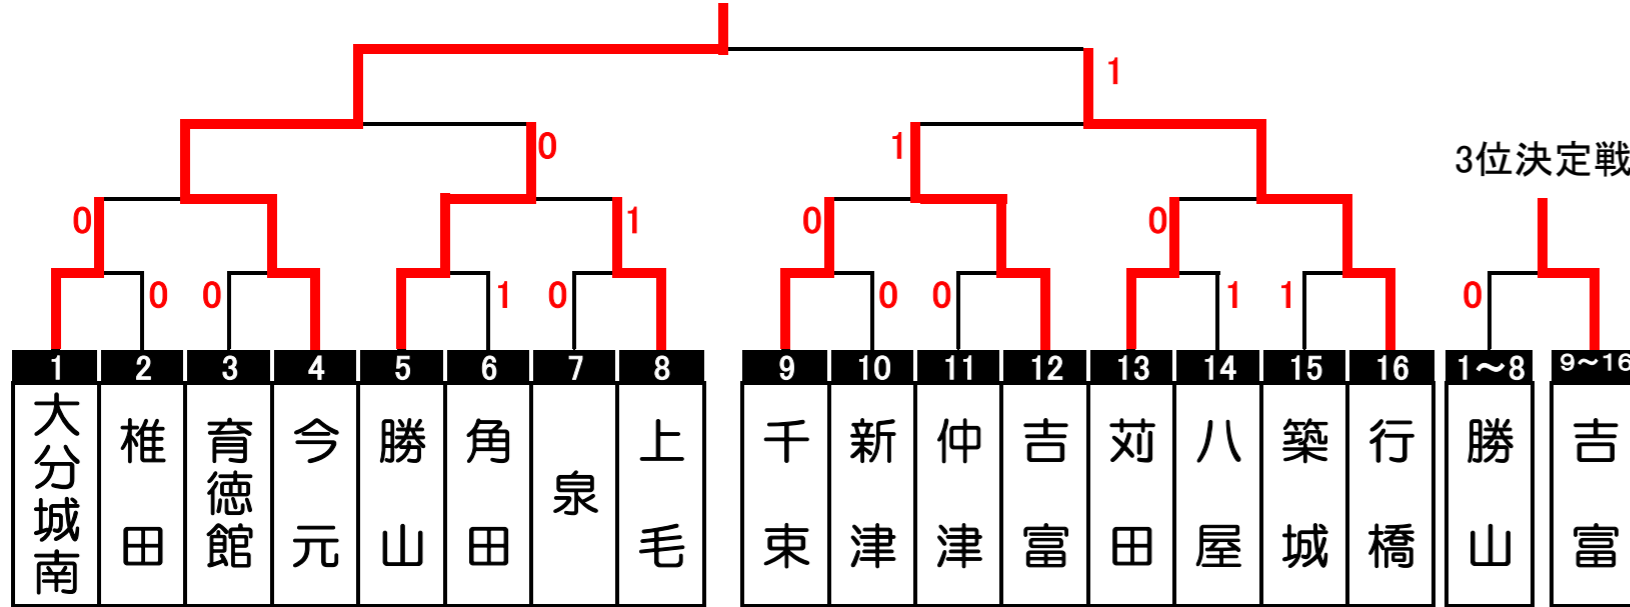 1
0 1
3位決定戦
0 1 0 0
0 0 1 0 0 0 1 1 0
1 2 3 4 5 6 7 8 9 10 11 12 13 14 15 16 1～8 9～16
大分城南
椎田
育徳館
今元
勝山
角田
泉
上毛
千束
新津
仲津
吉富
苅田
八屋
築城
行橋
勝山
吉富